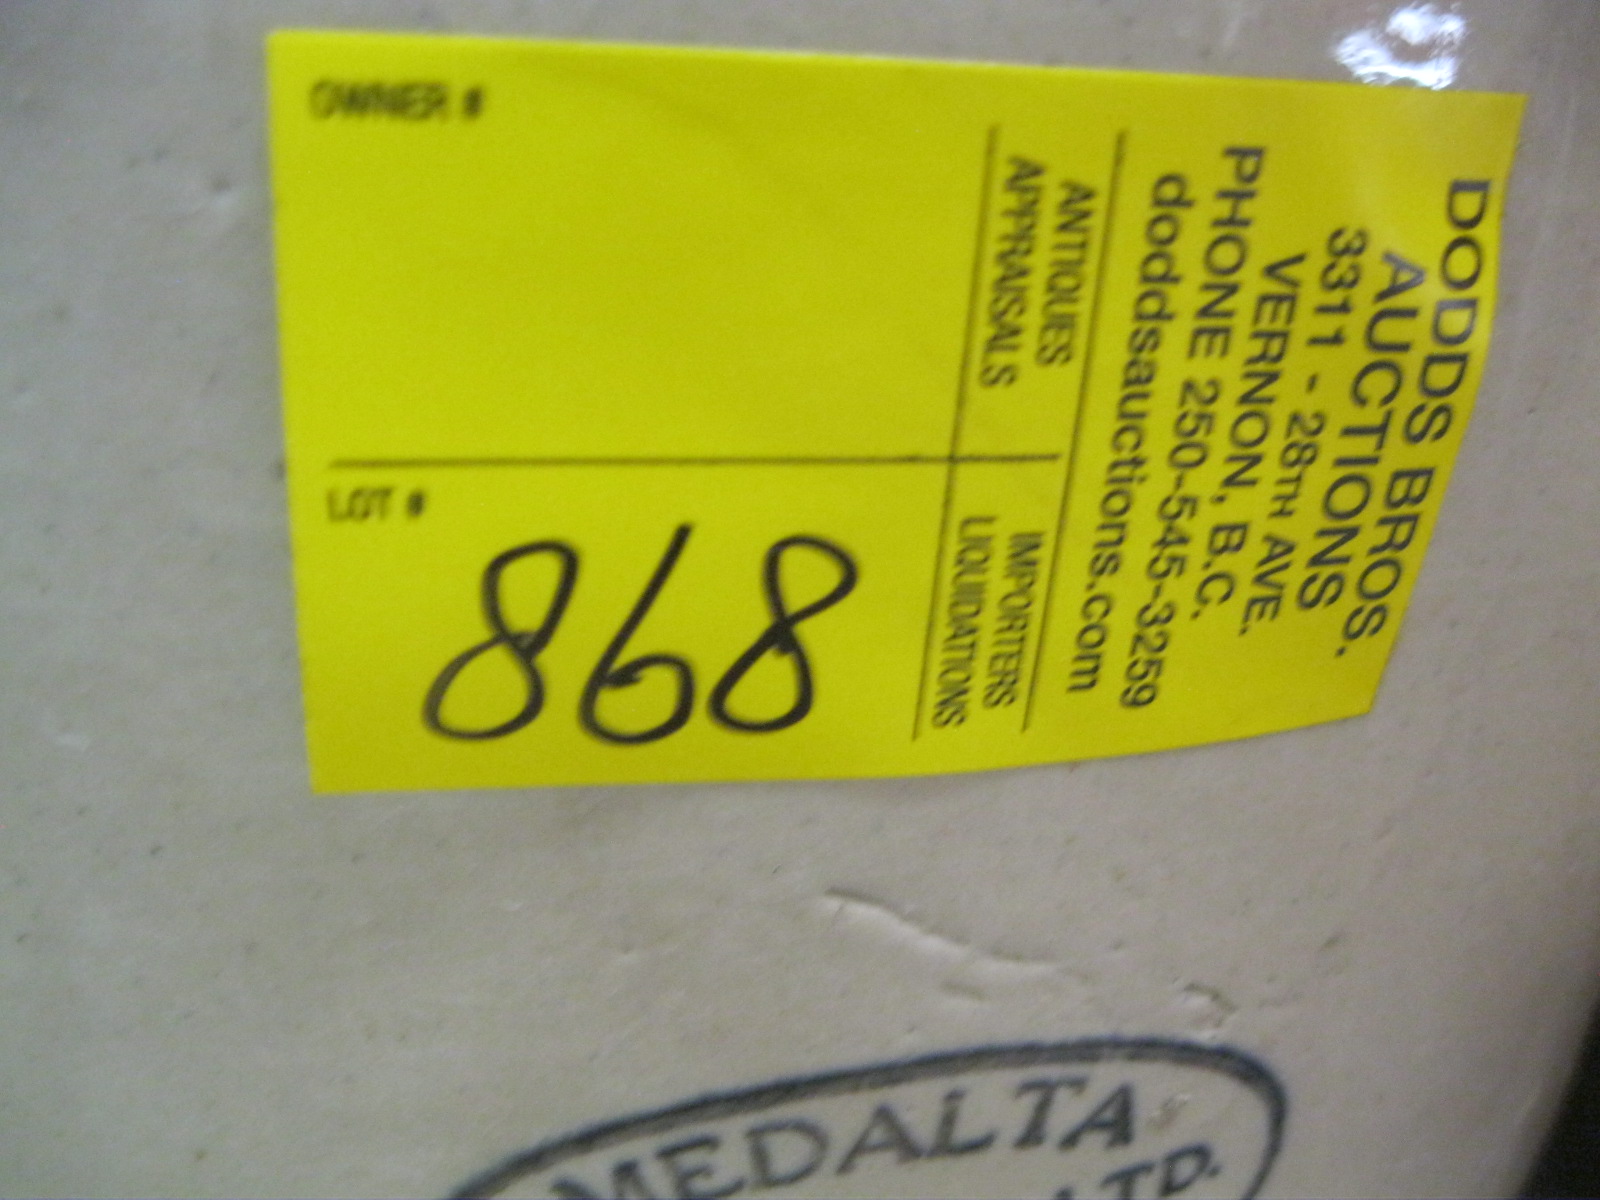 DODDS BROS.
AUCTIONS
3311 - 28TH AVE.
VERNON, B.C.
PHONE 250-545-3259
doddsauctions.com
ANTIQUES
APPRAISALS
IMPORTERS
LIQUIDATIONS
OWNER #
LOT #
868
MEDALTA
LTD.